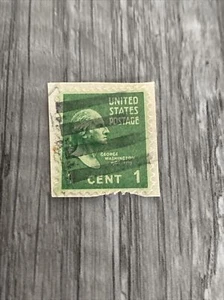 UNITED
STATES
POSTAGE
GEORGE
WASHINGTON
CENT 1